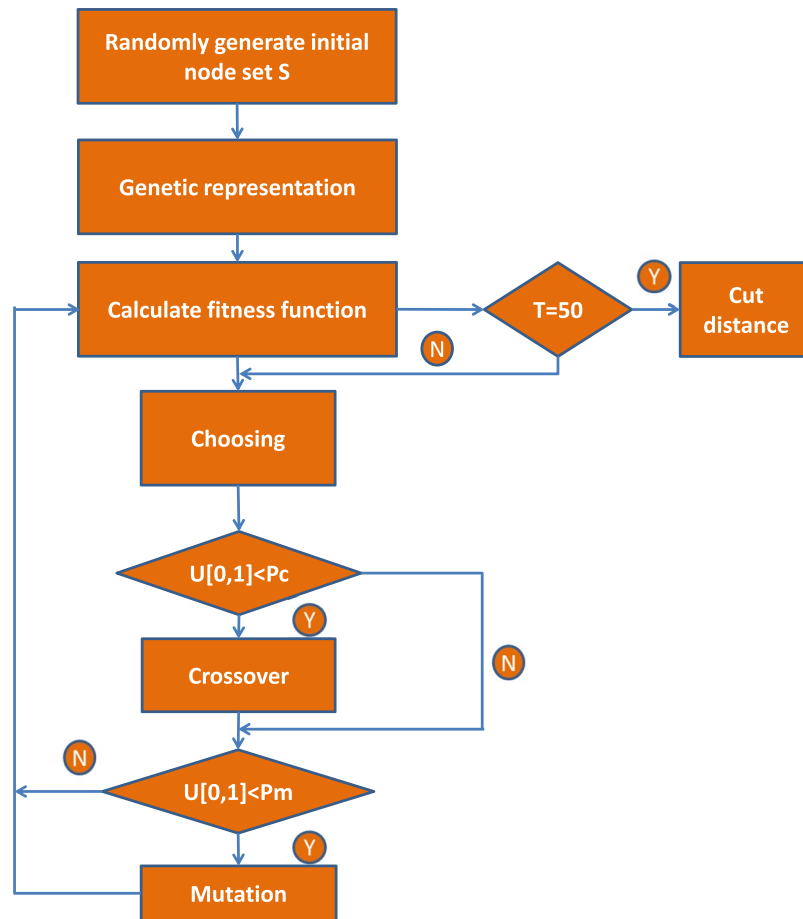 Randomly generate initial
node set S
Genetic representation
Calculate fitness function
T=50
Y
Cut
distance
N
Choosing
U[0,1]<Pc
Y
Crossover
N
N
U[0,1]<Pm
Y
Mutation